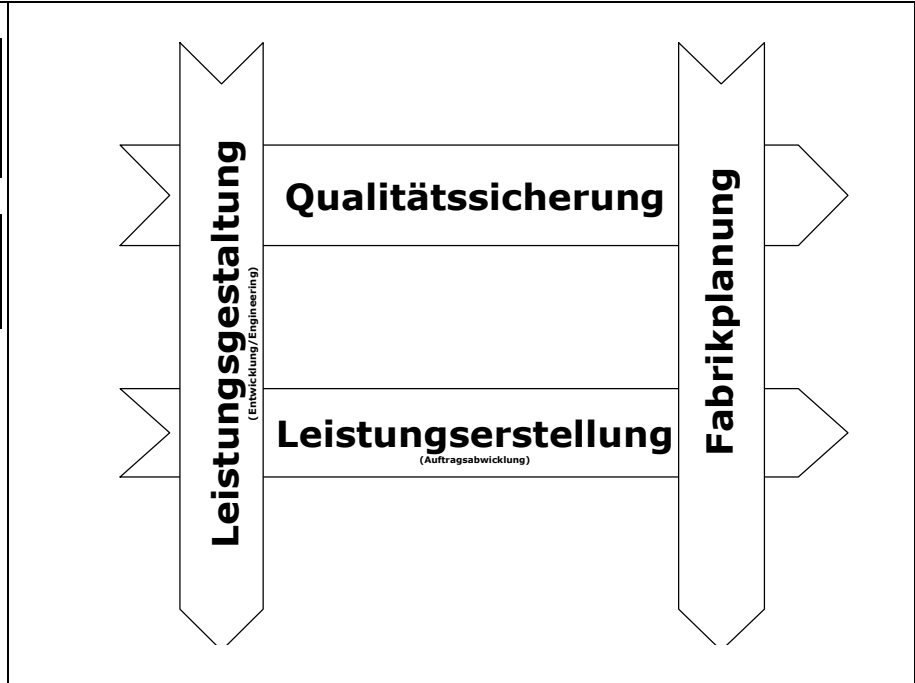 Qualitätssicherung
Leistungsgestaltung
(Entwicklung/Engineering)
Fabrikplanung
Leistungserstellung
(Auftragsabwicklung)